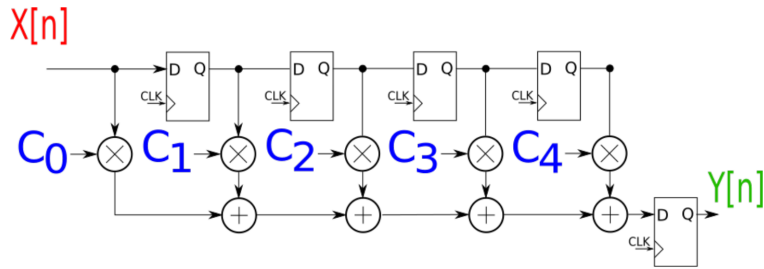 X[n]
D Q D Q D Q D Q
CLK CLK CLK CLK
C0 C1 C2 C3 C4
Y[n]
D Q
CLK